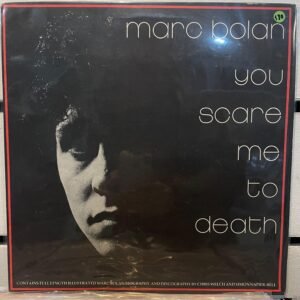 marc bolan
you
scare
me
to
death
CONTAINS FULL LENGTH ILLUSTRATED MARC BOLAN BIOGRAPHY AND DISCOGRAPHY BY CHRIS WELCH AND SIMON NAPIER-BELL